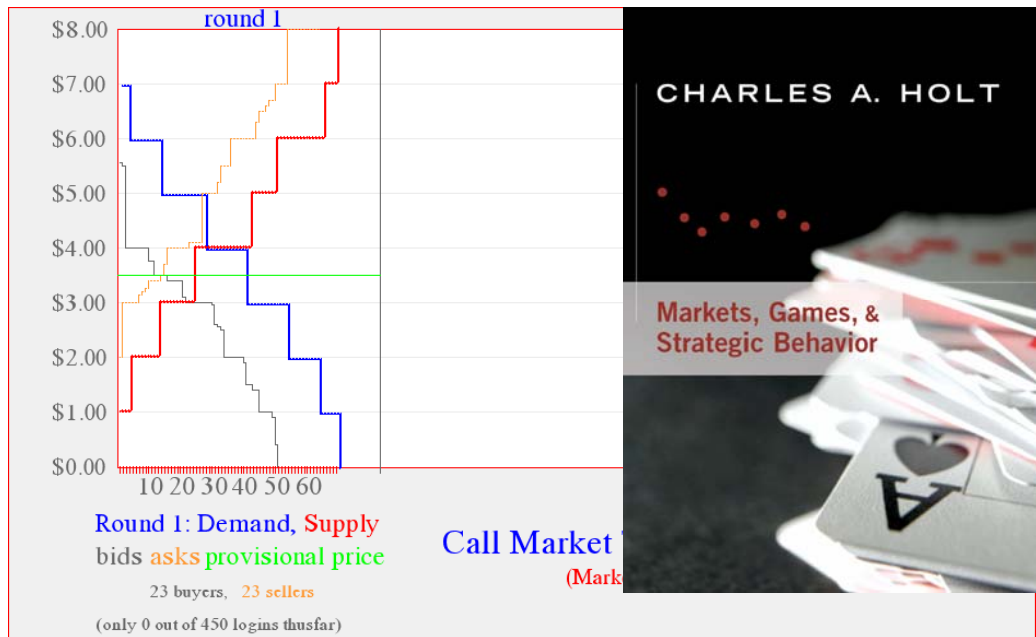 round 1
$8.00
$7.00
$6.00
$5.00
$4.00
$3.00
$2.00
$1.00
$0.00
10 20 30 40 50 60
Round 1: Demand, Supply
bids asks provisional price
23 buyers, 23 sellers
(only 0 out of 450 logins thusfar)
Call Market
CHARLES A. HOLT
Markets, Games, &
Strategic Behavior
A